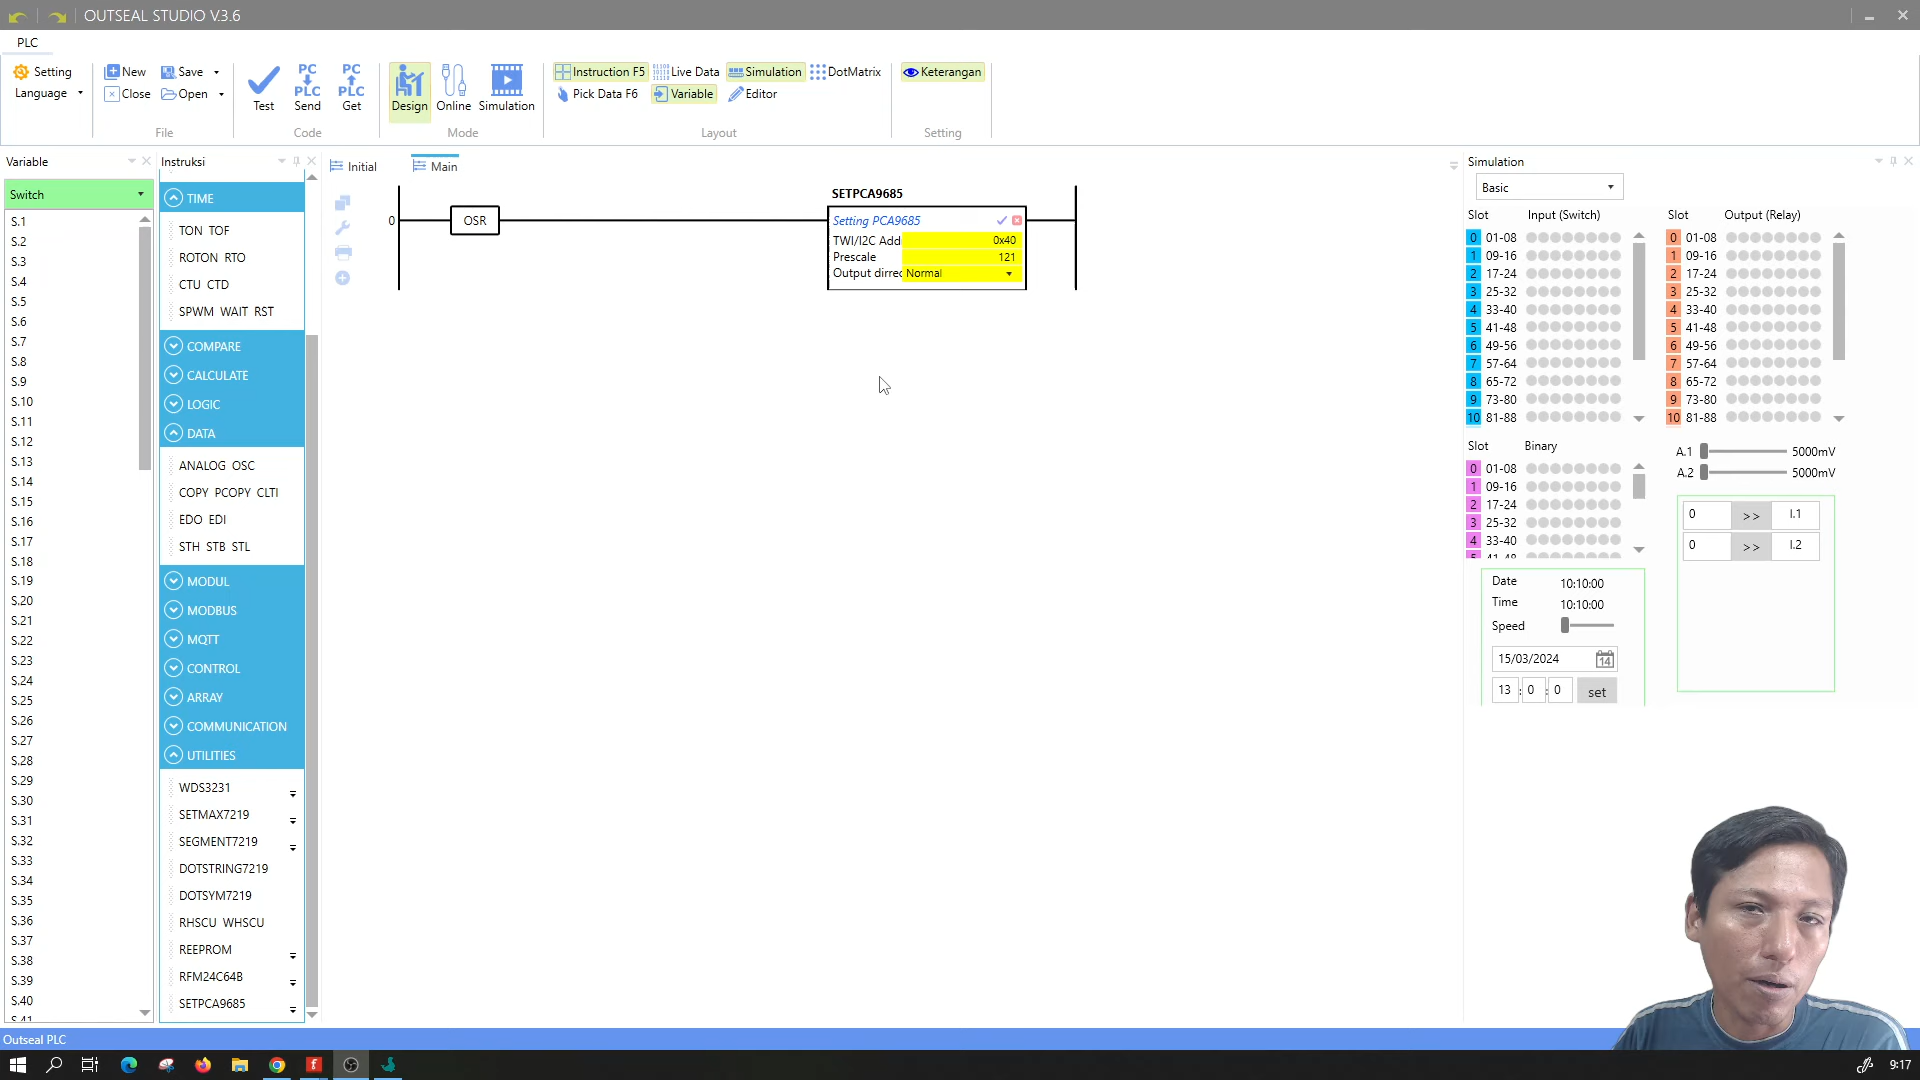 OUTSEAL STUDIO V.3.6
PLC
Setting
Language
New
Save
Close
Open
File
Test
PC
PLC
Send
PC
PLC
Get
Code
Design
Online
Simulation
Mode
Instruction F5
Live Data
Simulation
DotMatrix
Pick Data F6
Variable
Editor
Layout
Keterangan
Setting
Variable
Switch
S.1
S.2
S.3
S.4
S.5
S.6
S.7
S.8
S.9
S.10
S.11
S.12
S.13
S.14
S.15
S.16
S.17
S.18
S.19
S.20
S.21
S.22
S.23
S.24
S.25
S.26
S.27
S.28
S.29
S.30
S.31
S.32
S.33
S.34
S.35
S.36
S.37
S.38
S.39
S.40
S.41
Instruksi
TIME
TON TOF
ROTON RTO
CTU CTD
SPWM WAIT RST
COMPARE
CALCULATE
LOGIC
DATA
ANALOG OSC
COPY PCOPY CLTI
EDO EDI
STH STB STL
MODUL
MODBUS
MQTT
CONTROL
ARRAY
COMMUNICATION
UTILITIES
WDS3231
SETMAX7219
SEGMENT7219
DOTSTRING7219
DOTSYM7219
RHSCU WHSCU
REEPROM
RFM24C64B
SETPCA9685
Initial
Main
0
OSR
SETPCA9685
Setting PCA9685
TWI/I2C Add 0x40
Prescale 121
Output dirrec Normal
Simulation
Basic
Slot Input (Switch)
0 01-08
1 09-16
2 17-24
3 25-32
4 33-40
5 41-48
6 49-56
7 57-64
8 65-72
9 73-80
10 81-88
Slot Output (Relay)
0 01-08
1 09-16
2 17-24
3 25-32
4 33-40
5 41-48
6 49-56
7 57-64
8 65-72
9 73-80
10 81-88
Slot Binary
0 01-08
1 09-16
2 17-24
3 25-32
4 33-40
5 41-48
A.1 5000mV
A.2 5000mV
0 >> I.1
0 >> I.2
Date 10:10:00
Time 10:10:00
Speed
15/03/2024 14
13 : 0 : 0 set
Outseal PLC
9:17